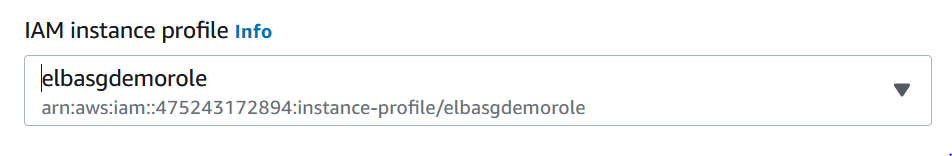 IAM instance profile Info
elbasgdemorole
arn:aws:iam::475243172894:instance-profile/elbasgdemorole